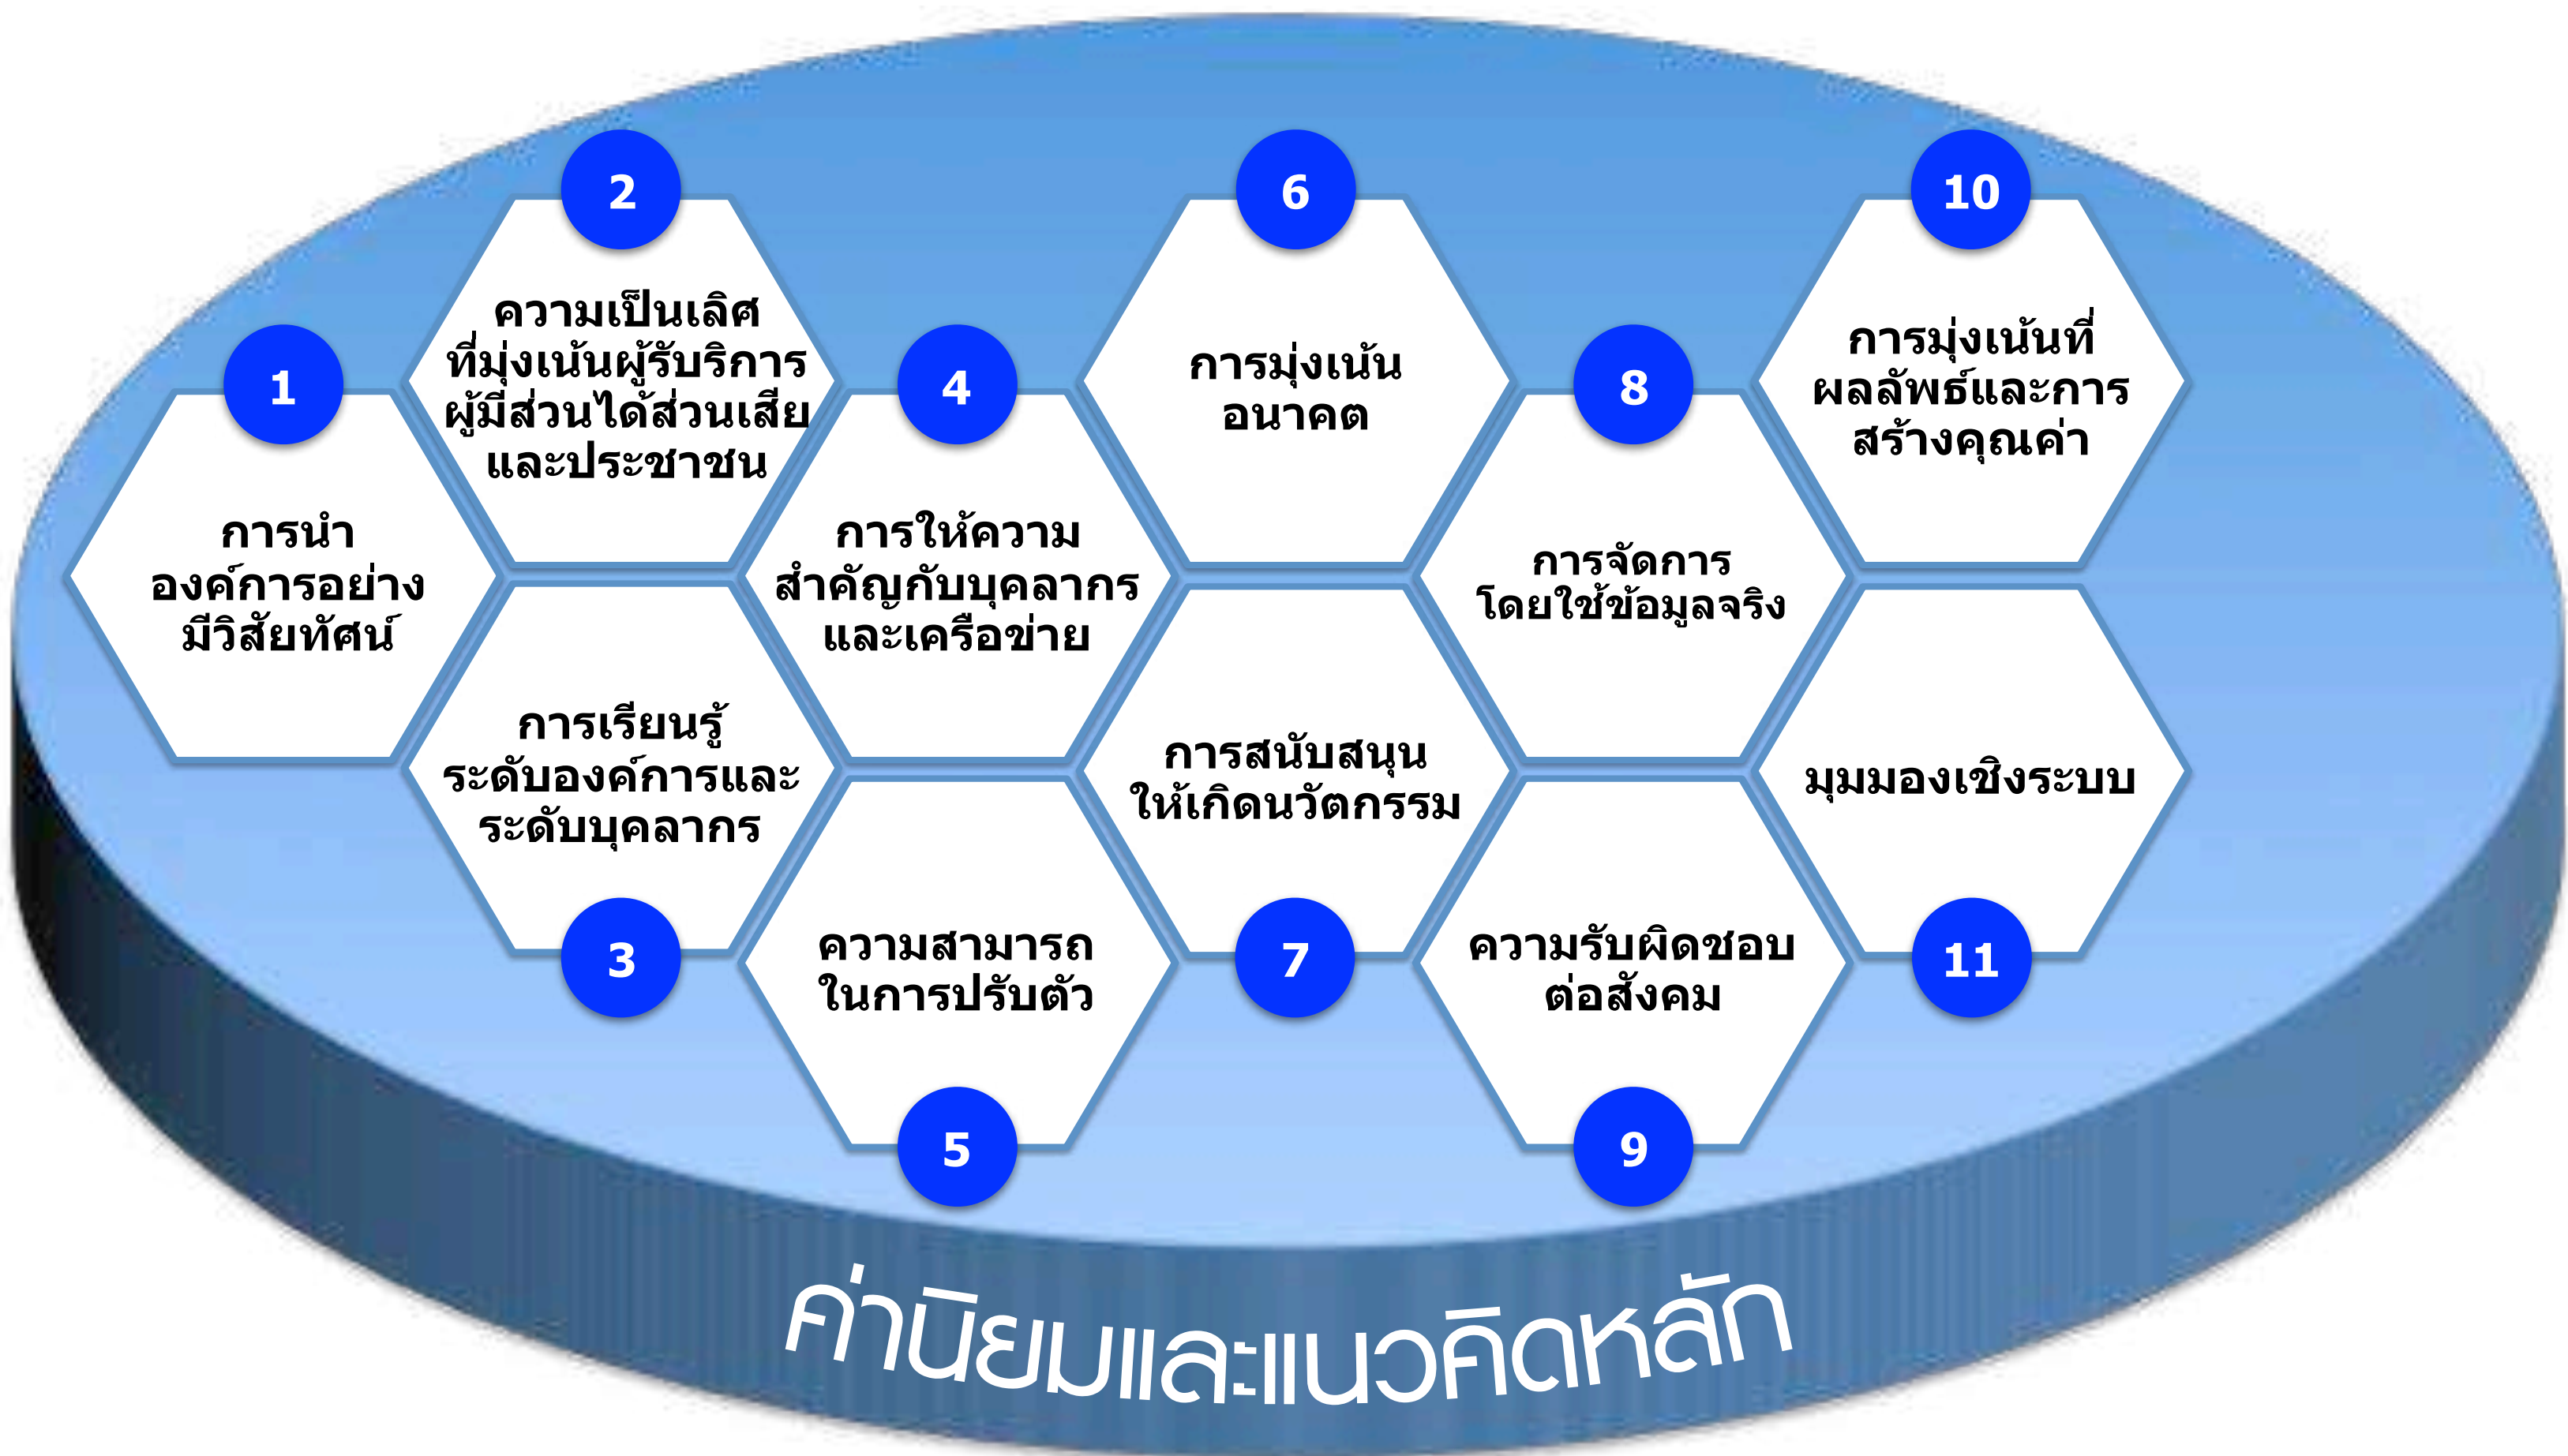 1
การนำ
องค์การอย่าง
มีวิสัยทัศน์
2
ความเป็นเลิศ
ที่มุ่งเน้นผู้รับบริการ
ผู้มีส่วนได้ส่วนเสีย
และประชาชน
3
การเรียนรู้
ระดับองค์การและ
ระดับบุคลากร
4
การให้ความ
สำคัญกับบุคลากร
และเครือข่าย
5
ความสามารถ
ในการปรับตัว
6
การมุ่งเน้น
อนาคต
7
การสนับสนุน
ให้เกิดนวัตกรรม
8
การจัดการ
โดยใช้ข้อมูลจริง
9
ความรับผิดชอบ
ต่อสังคม
10
การมุ่งเน้นที่
ผลลัพธ์และการ
สร้างคุณค่า
11
มุมมองเชิงระบบ
ค่านิยมและแนวคิดหลัก